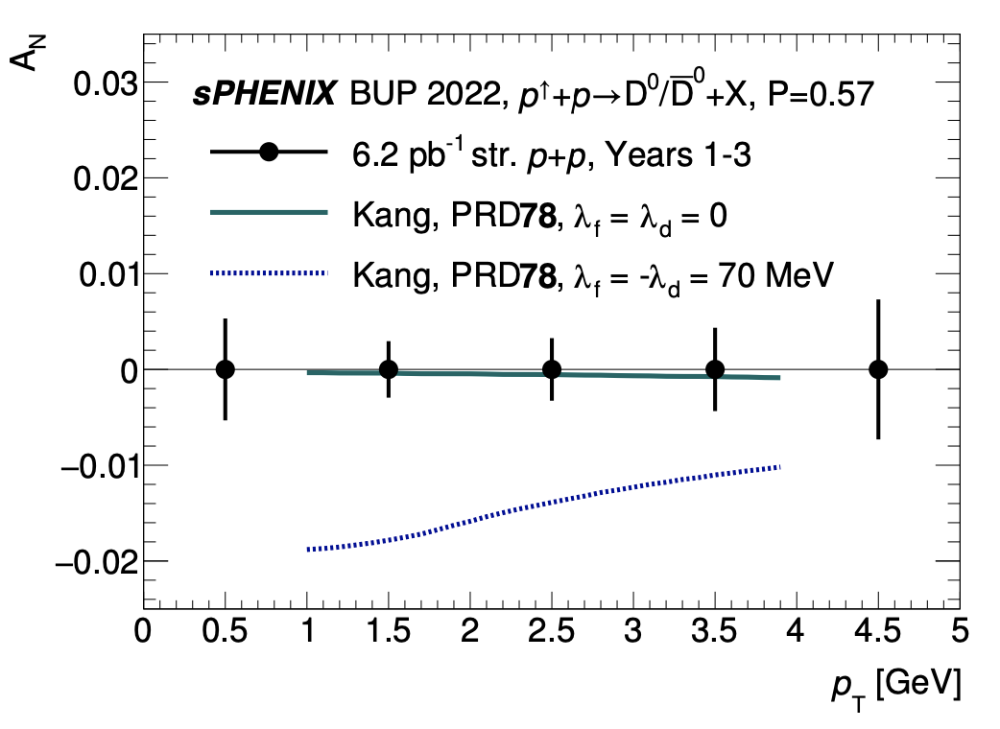 A_N
0.03
sPHENIX BUP 2022, p↑+p→D⁰/D̅⁰+X, P=0.57
6.2 pb⁻¹ str. p+p, Years 1-3
0.02
Kang, PRD78, λ_f = λ_d = 0
0.01
Kang, PRD78, λ_f = -λ_d = 70 MeV
0
−0.01
−0.02
0 0.5 1 1.5 2 2.5 3 3.5 4 4.5 5
p_T [GeV]